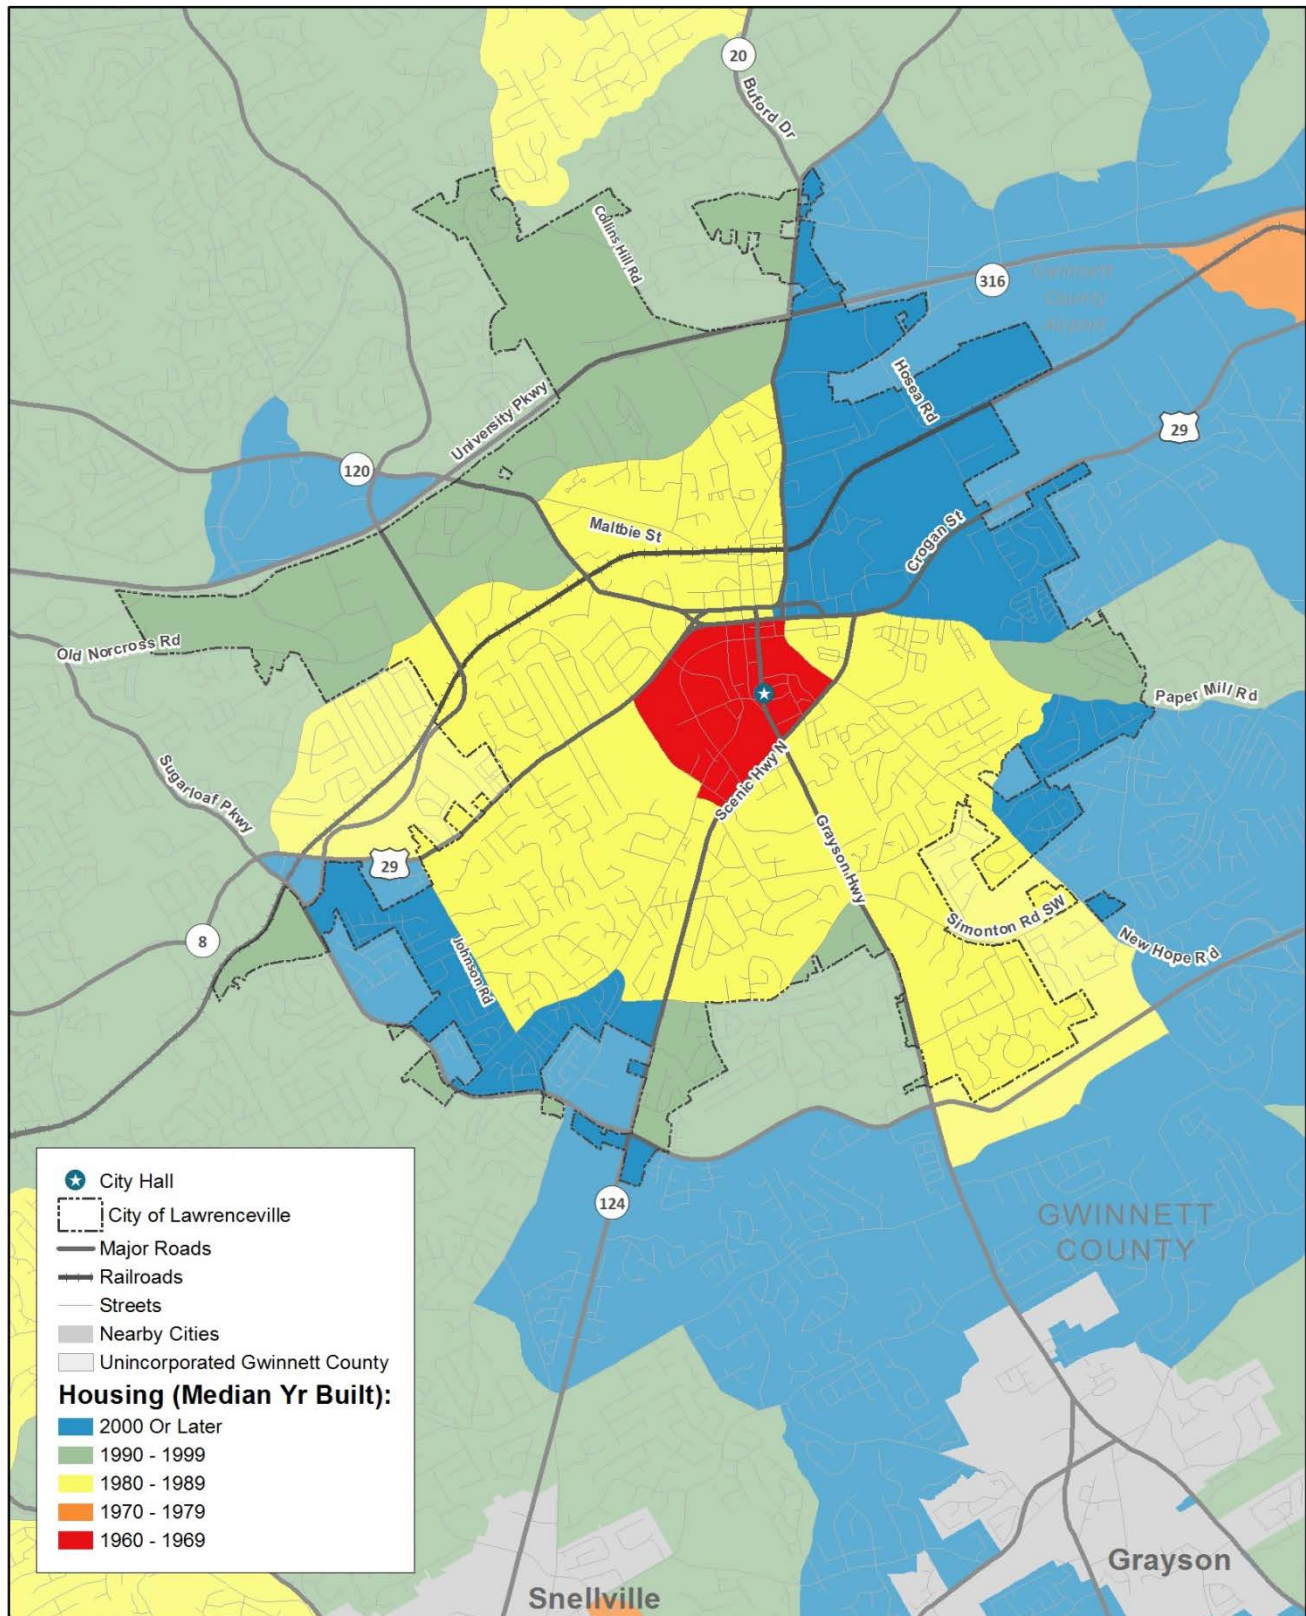 20
Buford Dr
Collins Hill Rd
316
Gwinnett
County
Airport
Hosea Rd
University Pkwy
29
120
Maltbie St
Crogan St
Old Norcross Rd
Paper Mill Rd
Sugarloaf Pkwy
Scenic Hwy N
Grayson Hwy
29
Simonton Rd SW
8
Johnson Rd
New Hope Rd
124
GWINNETT
COUNTY
City Hall
City of Lawrenceville
Major Roads
Railroads
Streets
Nearby Cities
Unincorporated Gwinnett County
Housing (Median Yr Built):
2000 Or Later
1990 - 1999
1980 - 1989
1970 - 1979
1960 - 1969
Grayson
Snellville